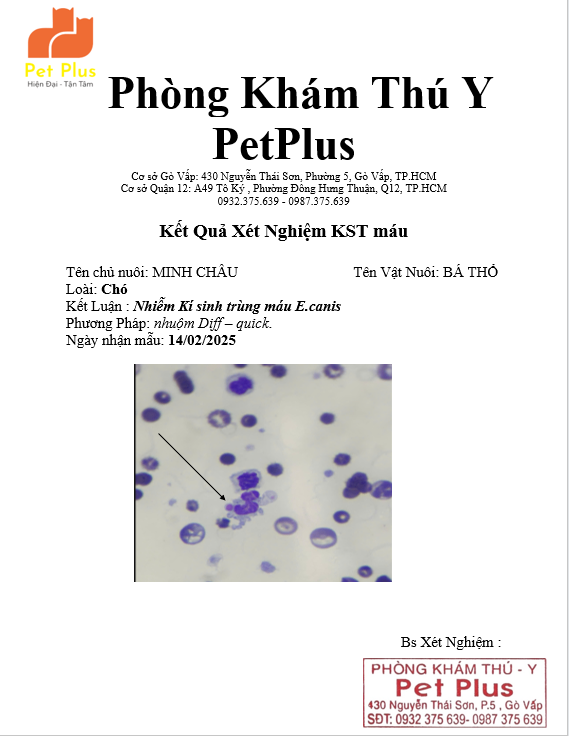 Pet Plus
Hiện Đại - Tận Tâm
Phòng Khám Thú Y
PetPlus
Cơ sở Gò Vấp: 430 Nguyễn Thái Sơn, Phường 5, Gò Vấp, TP.HCM
Cơ sở Quận 12: A49 Tô Ký , Phường Đông Hưng Thuận, Q12, TP.HCM
0932.375.639 - 0987.375.639
Kết Quả Xét Nghiệm KST máu
Tên chủ nuôi: MINH CHÂU Tên Vật Nuôi: BÁ THỔ
Loài: Chó
Kết Luận : Nhiễm Kí sinh trùng máu E.canis
Phương Pháp: nhuộm Diff – quick.
Ngày nhận mẫu: 14/02/2025
Bs Xét Nghiệm :
PHÒNG KHÁM THÚ - Y
Pet Plus
430 Nguyễn Thái Sơn, P.5 , Gò Vấp
SĐT: 0932 375 639- 0987 375 639